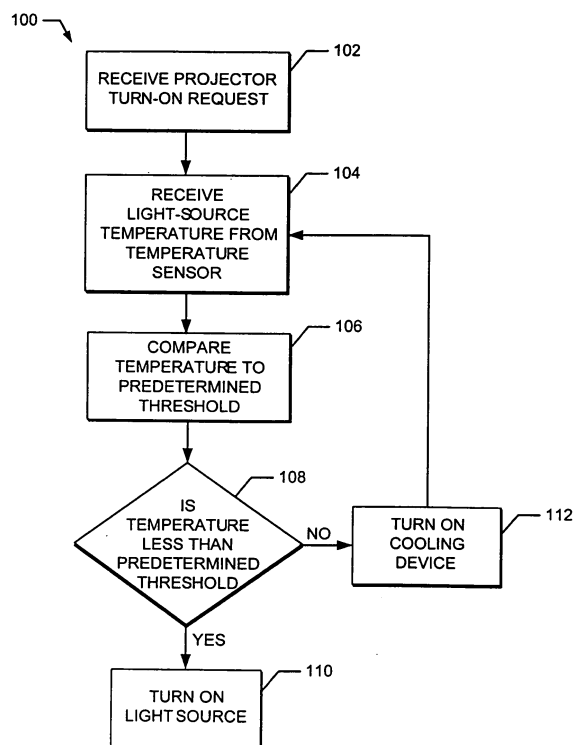 100
102
RECEIVE PROJECTOR
TURN-ON REQUEST
104
RECEIVE
LIGHT-SOURCE
TEMPERATURE FROM
TEMPERATURE
SENSOR
106
COMPARE
TEMPERATURE TO
PREDETERMINED
THRESHOLD
108
IS
TEMPERATURE
LESS THAN
PREDETERMINED
THRESHOLD
NO
TURN ON
COOLING
DEVICE
112
YES
110
TURN ON
LIGHT SOURCE